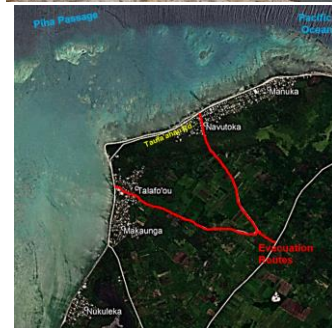 Piha Passage
Pacific
Ocean
Manuka
Navutoka
Talafo'ou
Makaunga
Evacuation
Routes
Nukuleka